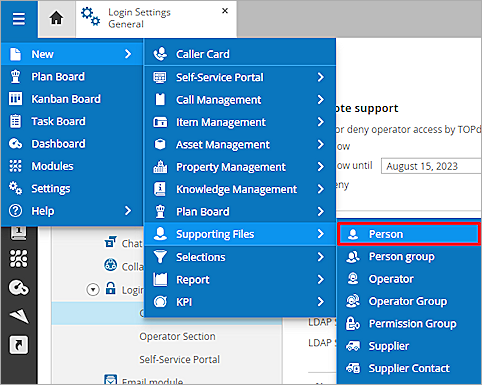 Login Settings
General
New
Plan Board
Kanban Board
Task Board
Dashboard
Modules
Settings
Help
Caller Card
Self-Service Portal
Call Management
Item Management
Asset Management
Property Management
Knowledge Management
Plan Board
Supporting Files
Selections
Report
KPI
Person
Person group
Operator
Operator Group
Permission Group
Supplier
Supplier Contact
ote support
or deny operator access by TOPd
ow
ow until August 15, 2023
eny
Chat
Colla
Login
Operator Section
Self-Service Portal
Email module
LDAP S
LDAP S